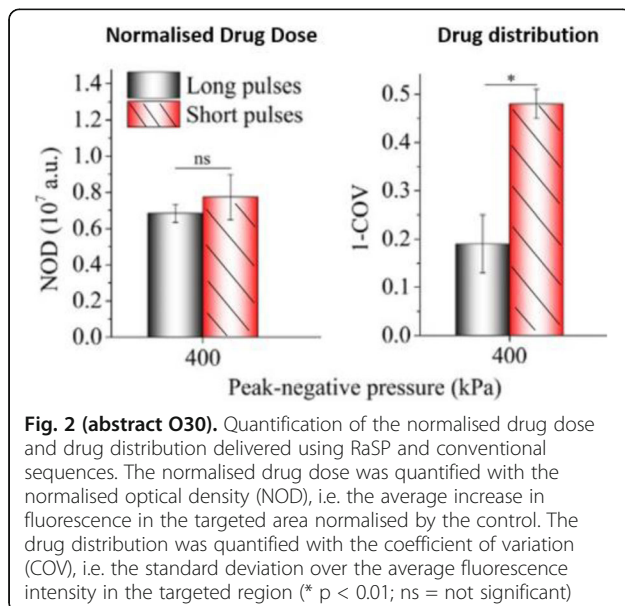 Normalised Drug Dose
Drug distribution
1.4
1.2
1.0
0.8
0.6
0.4
0.2
0.0
NOD (10⁷ a.u.)
Long pulses
Short pulses
ns
400
0.5
0.4
0.3
0.2
0.1
0.0
1-COV
*
400
Peak-negative pressure (kPa)
Fig. 2 (abstract O30). Quantification of the normalised drug dose
and drug distribution delivered using RaSP and conventional
sequences. The normalised drug dose was quantified with the
normalised optical density (NOD), i.e. the average increase in
fluorescence in the targeted area normalised by the control. The
drug distribution was quantified with the coefficient of variation
(COV), i.e. the standard deviation over the average fluorescence
intensity in the targeted region (* p < 0.01; ns = not significant)